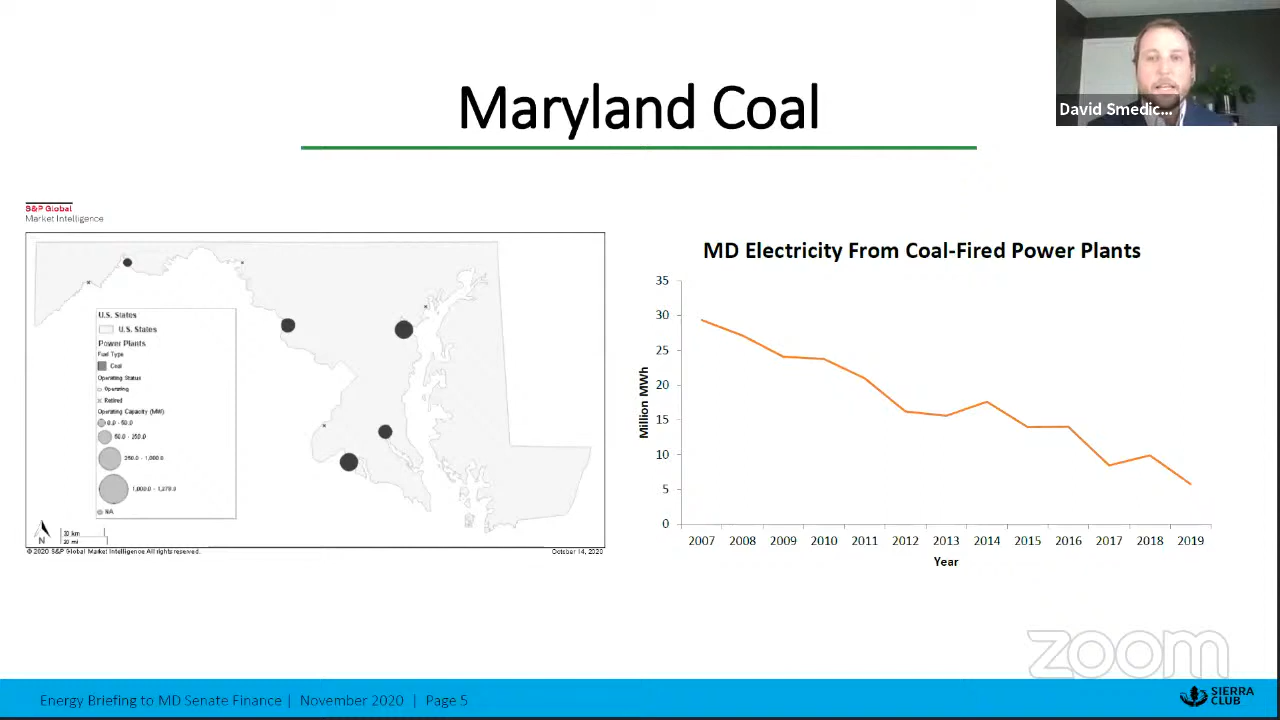 Maryland Coal
David Smedic...
S&P Global
Market Intelligence
U.S. States
U.S. States
Power Plants
Fuel Type
Coal
Operating Status
Operating
Retired
Operating Capacity (MW)
0.0 - 50.0
50.0 - 250.0
250.0 - 1,000.0
1,000.0 - 1,370.0
NA
N
20 mi
© 2020 S&P Global Market Intelligence All rights reserved.
October 14, 2020
MD Electricity From Coal-Fired Power Plants
35
30
25
20
15
10
5
0
Million MWh
2007 2008 2009 2010 2011 2012 2013 2014 2015 2016 2017 2018 2019
Year
zoom
Energy Briefing to MD Senate Finance | November 2020 | Page 5
SIERRA
CLUB